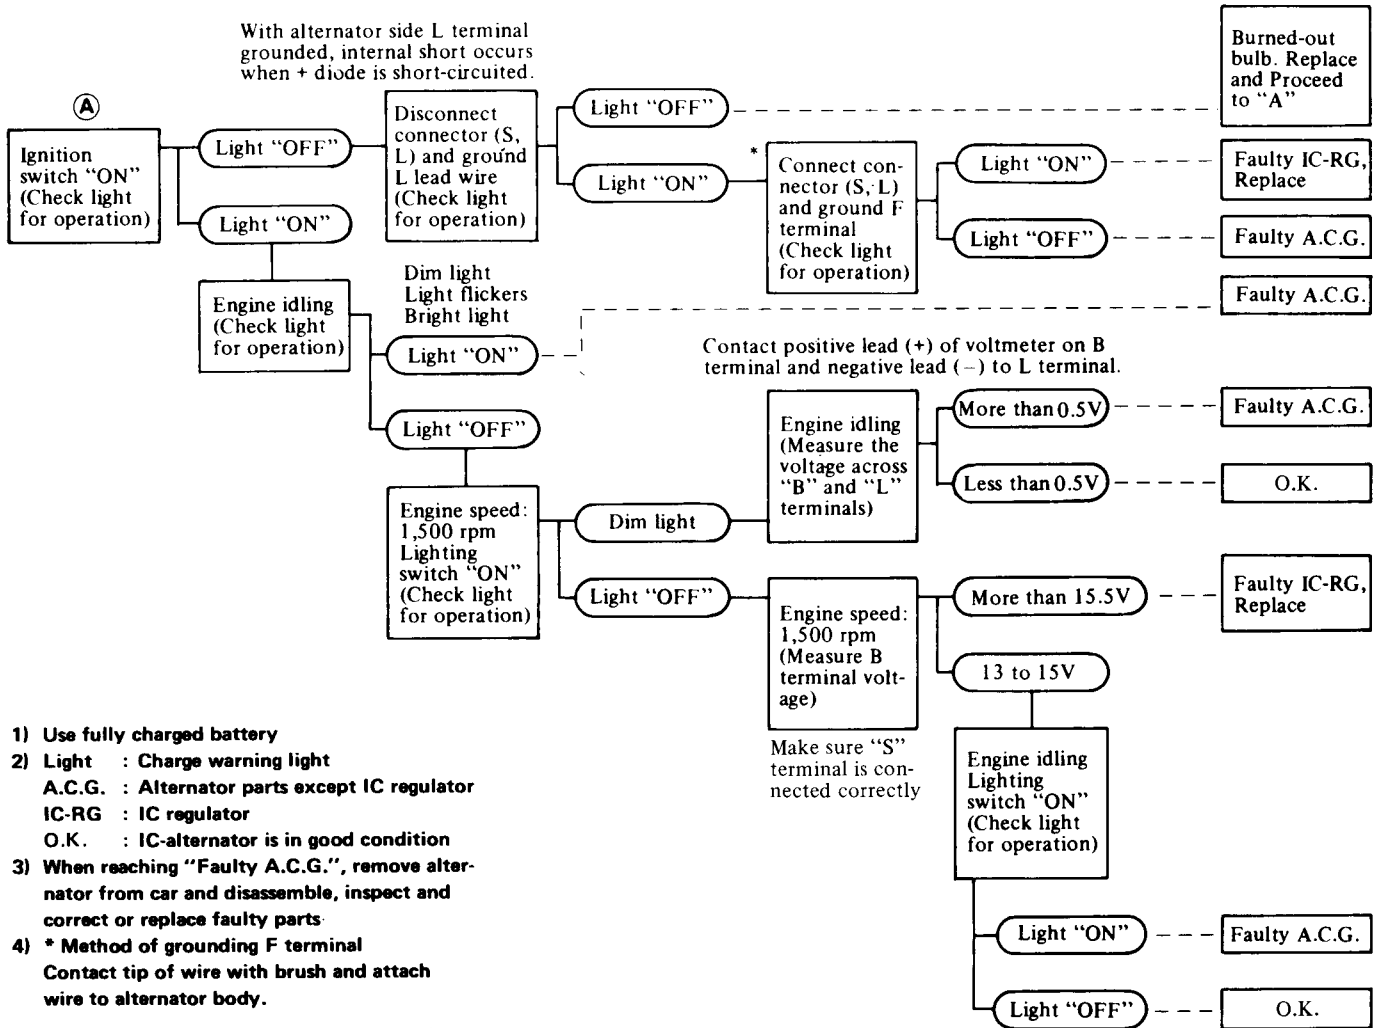 With alternator side L terminal
grounded, internal short occurs
when + diode is short-circuited.
A
Ignition
switch “ON”
(Check light
for operation)
Light “OFF”
Light “ON”
Disconnect
connector (S,
L) and ground
L lead wire
(Check light
for operation)
Light “OFF”
Light “ON”
*
Connect con-
nector (S, L)
and ground F
terminal
(Check light
for operation)
Light “ON”
Light “OFF”
Burned-out
bulb. Replace
and Proceed
to “A”
Faulty IC-RG,
Replace
Faulty A.C.G.
Faulty A.C.G.
Engine idling
(Check light
for operation)
Dim light
Light flickers
Bright light
Light “ON”
Light “OFF”
Contact positive lead (+) of voltmeter on B
terminal and negative lead (−) to L terminal.
Engine speed:
1,500 rpm
Lighting
switch “ON”
(Check light
for operation)
Dim light
Light “OFF”
Engine idling
(Measure the
voltage across
“B” and “L”
terminals)
More than 0.5V
Less than 0.5V
Faulty A.C.G.
O.K.
Engine speed:
1,500 rpm
(Measure B
terminal volt-
age)
Make sure “S”
terminal is con-
nected correctly
More than 15.5V
13 to 15V
Faulty IC-RG,
Replace
Engine idling
Lighting
switch “ON”
(Check light
for operation)
Light “ON”
Light “OFF”
Faulty A.C.G.
O.K.
1) Use fully charged battery
2) Light : Charge warning light
A.C.G. : Alternator parts except IC regulator
IC-RG : IC regulator
O.K. : IC-alternator is in good condition
3) When reaching "Faulty A.C.G.", remove alter-
nator from car and disassemble, inspect and
correct or replace faulty parts
4) * Method of grounding F terminal
Contact tip of wire with brush and attach
wire to alternator body.